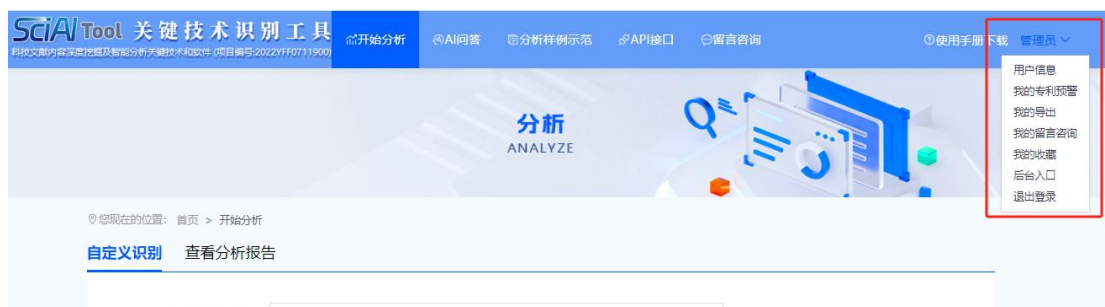 SciAI Tool 关键技术识别工具
科技文献内容深度挖掘及智能分析关键技术和软件 (项目编号:2022YFF0711900)
开始分析
AI问答
分析样例示范
API接口
留言咨询
使用手册下载
管理员
用户信息
我的专利预警
我的导出
我的留言咨询
我的收藏
后台入口
退出登录
分析
ANALYZE
您现在的位置: 首页 > 开始分析
自定义识别 查看分析报告